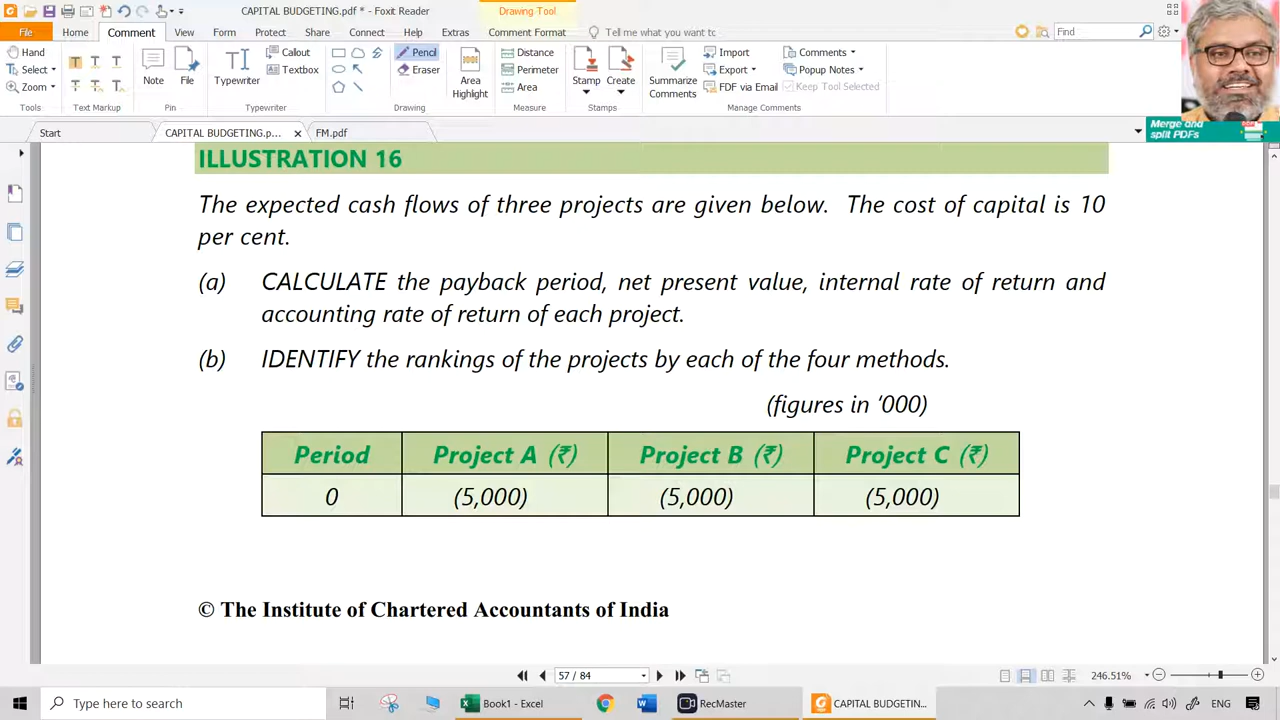 CAPITAL BUDGETING.pdf * - Foxit Reader
Drawing Tool
File Home Comment View Form Protect Share Connect Help Extras Comment Format Tell me what you want to Find
Hand
Select
Zoom
Tools
Text Markup
Note
File
Pin
Typewriter
Callout
Textbox
Typewriter
Pencil
Eraser
Drawing
Area Highlight
Distance
Perimeter
Area
Measure
Stamp
Create
Stamps
Summarize Comments
Import
Export
FDF via Email
Comments
Popup Notes
Keep Tool Selected
Manage Comments
Start CAPITAL BUDGETING.p... FM.pdf
Merge and split PDFs
ILLUSTRATION 16
The expected cash flows of three projects are given below. The cost of capital is 10
per cent.
(a) CALCULATE the payback period, net present value, internal rate of return and
accounting rate of return of each project.
(b) IDENTIFY the rankings of the projects by each of the four methods.
(figures in ‘000)
Period Project A (₹) Project B (₹) Project C (₹)
0 (5,000) (5,000) (5,000)
© The Institute of Chartered Accountants of India
57 / 84
246.51%
Type here to search
Book1 - Excel
RecMaster
CAPITAL BUDGETIN...
ENG